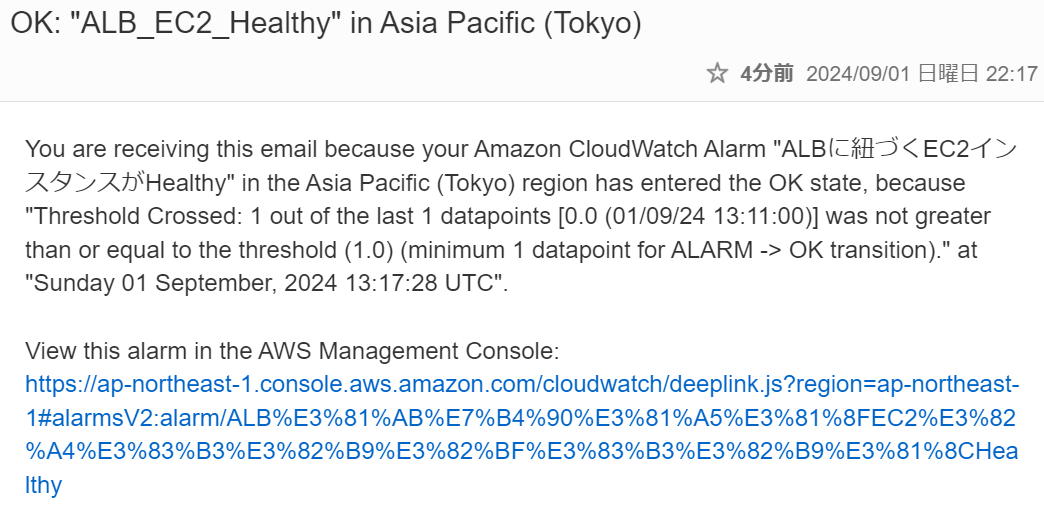 OK: "ALB_EC2_Healthy" in Asia Pacific (Tokyo)
☆ 4分前 2024/09/01 日曜日 22:17
You are receiving this email because your Amazon CloudWatch Alarm "ALBに紐づくEC2イン
スタンスがHealthy" in the Asia Pacific (Tokyo) region has entered the OK state, because
"Threshold Crossed: 1 out of the last 1 datapoints [0.0 (01/09/24 13:11:00)] was not greater
than or equal to the threshold (1.0) (minimum 1 datapoint for ALARM -> OK transition)." at
"Sunday 01 September, 2024 13:17:28 UTC".
View this alarm in the AWS Management Console:
https://ap-northeast-1.console.aws.amazon.com/cloudwatch/deeplink.js?region=ap-northeast-
1#alarmsV2:alarm/ALB%E3%81%AB%E7%B4%90%E3%81%A5%E3%81%8FEC2%E3%82
%A4%E3%83%B3%E3%82%B9%E3%82%BF%E3%83%B3%E3%82%B9%E3%81%8CHea
lthy